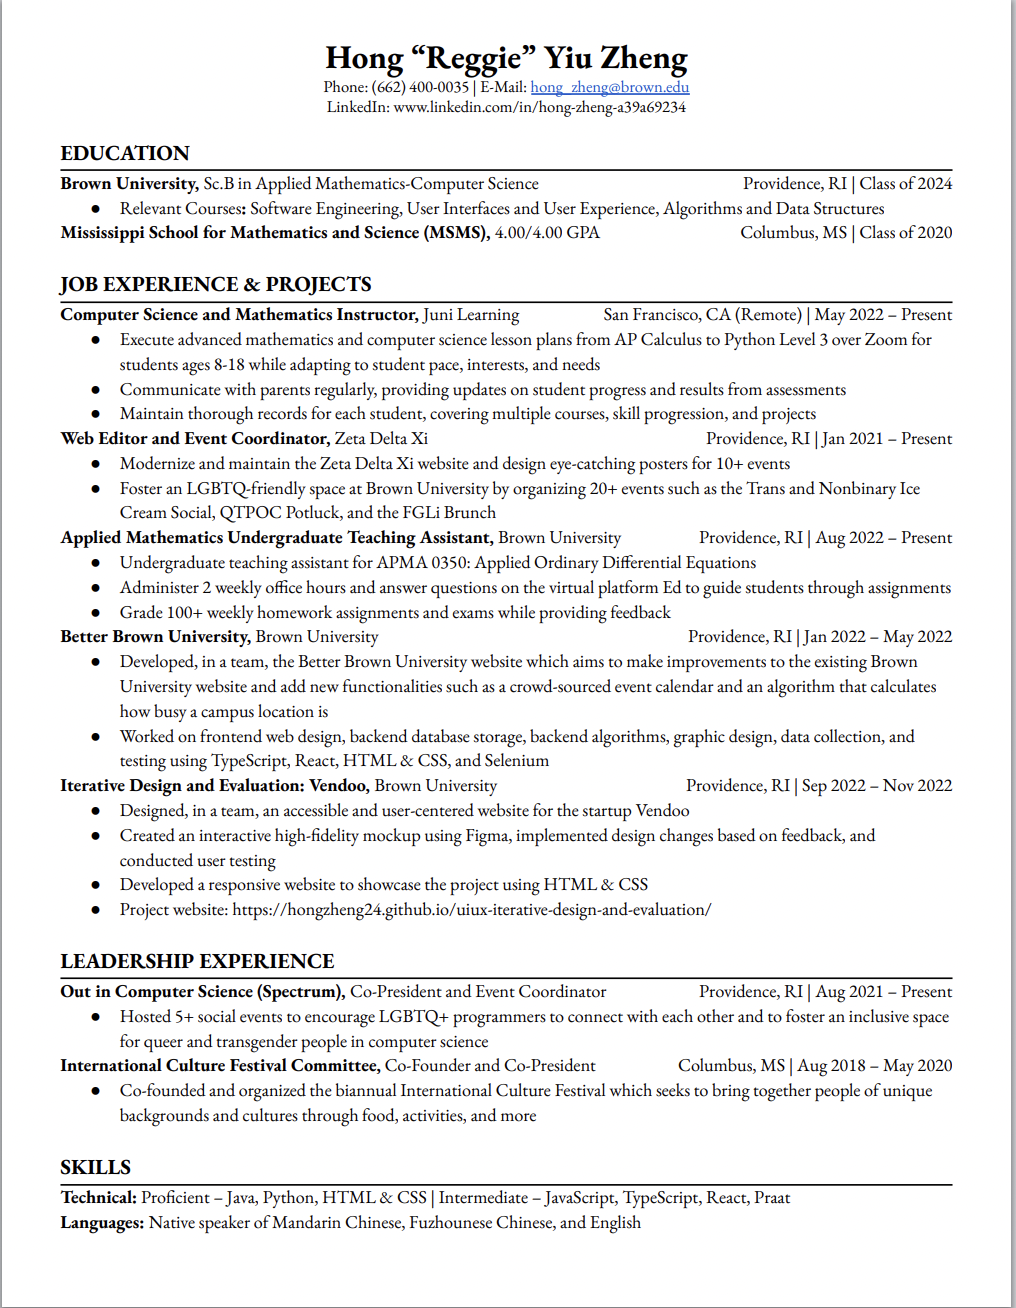 Hong “Reggie” Yiu Zheng
Phone: (662) 400-0035 | E-Mail: hong_zheng@brown.edu
LinkedIn: www.linkedin.com/in/hong-zheng-a39a69234
EDUCATION
Brown University, Sc.B in Applied Mathematics-Computer Science Providence, RI | Class of 2024
● Relevant Courses: Software Engineering, User Interfaces and User Experience, Algorithms and Data Structures
Mississippi School for Mathematics and Science (MSMS), 4.00/4.00 GPA Columbus, MS | Class of 2020
JOB EXPERIENCE & PROJECTS
Computer Science and Mathematics Instructor, Juni Learning San Francisco, CA (Remote) | May 2022 – Present
● Execute advanced mathematics and computer science lesson plans from AP Calculus to Python Level 3 over Zoom for
students ages 8-18 while adapting to student pace, interests, and needs
● Communicate with parents regularly, providing updates on student progress and results from assessments
● Maintain thorough records for each student, covering multiple courses, skill progression, and projects
Web Editor and Event Coordinator, Zeta Delta Xi Providence, RI | Jan 2021 – Present
● Modernize and maintain the Zeta Delta Xi website and design eye-catching posters for 10+ events
● Foster an LGBTQ-friendly space at Brown University by organizing 20+ events such as the Trans and Nonbinary Ice
Cream Social, QTPOC Potluck, and the FGLi Brunch
Applied Mathematics Undergraduate Teaching Assistant, Brown University Providence, RI | Aug 2022 – Present
● Undergraduate teaching assistant for APMA 0350: Applied Ordinary Differential Equations
● Administer 2 weekly office hours and answer questions on the virtual platform Ed to guide students through assignments
● Grade 100+ weekly homework assignments and exams while providing feedback
Better Brown University, Brown University Providence, RI | Jan 2022 – May 2022
● Developed, in a team, the Better Brown University website which aims to make improvements to the existing Brown
University website and add new functionalities such as a crowd-sourced event calendar and an algorithm that calculates
how busy a campus location is
● Worked on frontend web design, backend database storage, backend algorithms, graphic design, data collection, and
testing using TypeScript, React, HTML & CSS, and Selenium
Iterative Design and Evaluation: Vendoo, Brown University Providence, RI | Sep 2022 – Nov 2022
● Designed, in a team, an accessible and user-centered website for the startup Vendoo
● Created an interactive high-fidelity mockup using Figma, implemented design changes based on feedback, and
conducted user testing
● Developed a responsive website to showcase the project using HTML & CSS
● Project website: https://hongzheng24.github.io/uiux-iterative-design-and-evaluation/
LEADERSHIP EXPERIENCE
Out in Computer Science (Spectrum), Co-President and Event Coordinator Providence, RI | Aug 2021 – Present
● Hosted 5+ social events to encourage LGBTQ+ programmers to connect with each other and to foster an inclusive space
for queer and transgender people in computer science
International Culture Festival Committee, Co-Founder and Co-President Columbus, MS | Aug 2018 – May 2020
● Co-founded and organized the biannual International Culture Festival which seeks to bring together people of unique
backgrounds and cultures through food, activities, and more
SKILLS
Technical: Proficient – Java, Python, HTML & CSS | Intermediate – JavaScript, TypeScript, React, Praat
Languages: Native speaker of Mandarin Chinese, Fuzhounese Chinese, and English